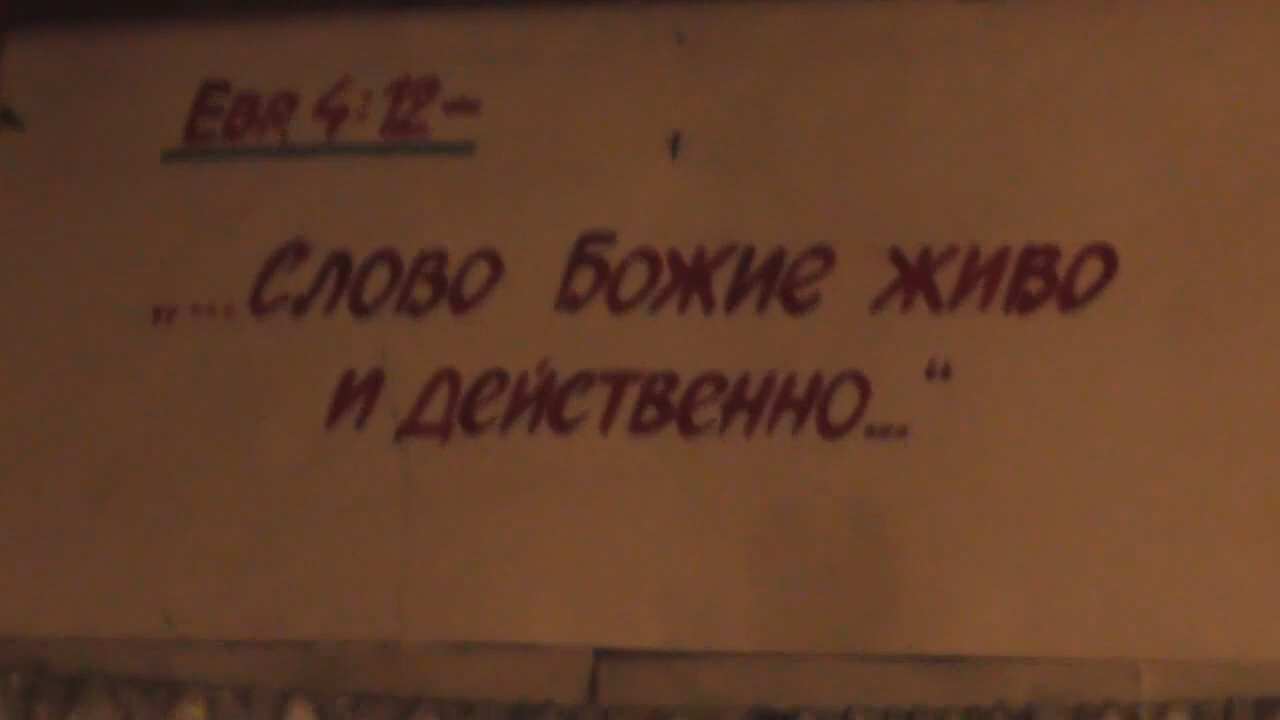 Евр 4:12-
„...Слово Божие живо
и действенно...“